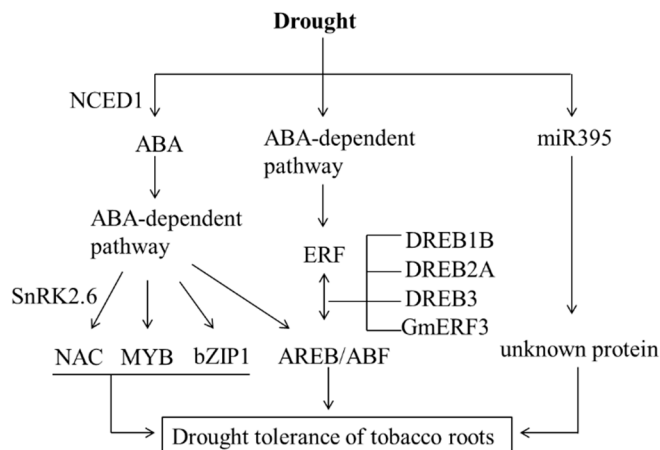 Drought
NCED1
ABA
ABA-dependent
pathway
miR395
ABA-dependent
pathway
ERF
DREB1B
DREB2A
DREB3
GmERF3
SnRK2.6
NAC MYB bZIP1 AREB/ABF
unknown protein
Drought tolerance of tobacco roots